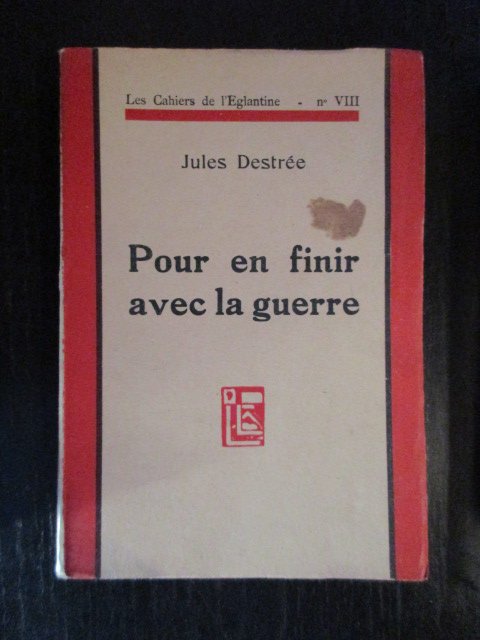 Les Cahiers de l'Eglantine - nº VIII
Jules Destrée
Pour en finir
avec la guerre